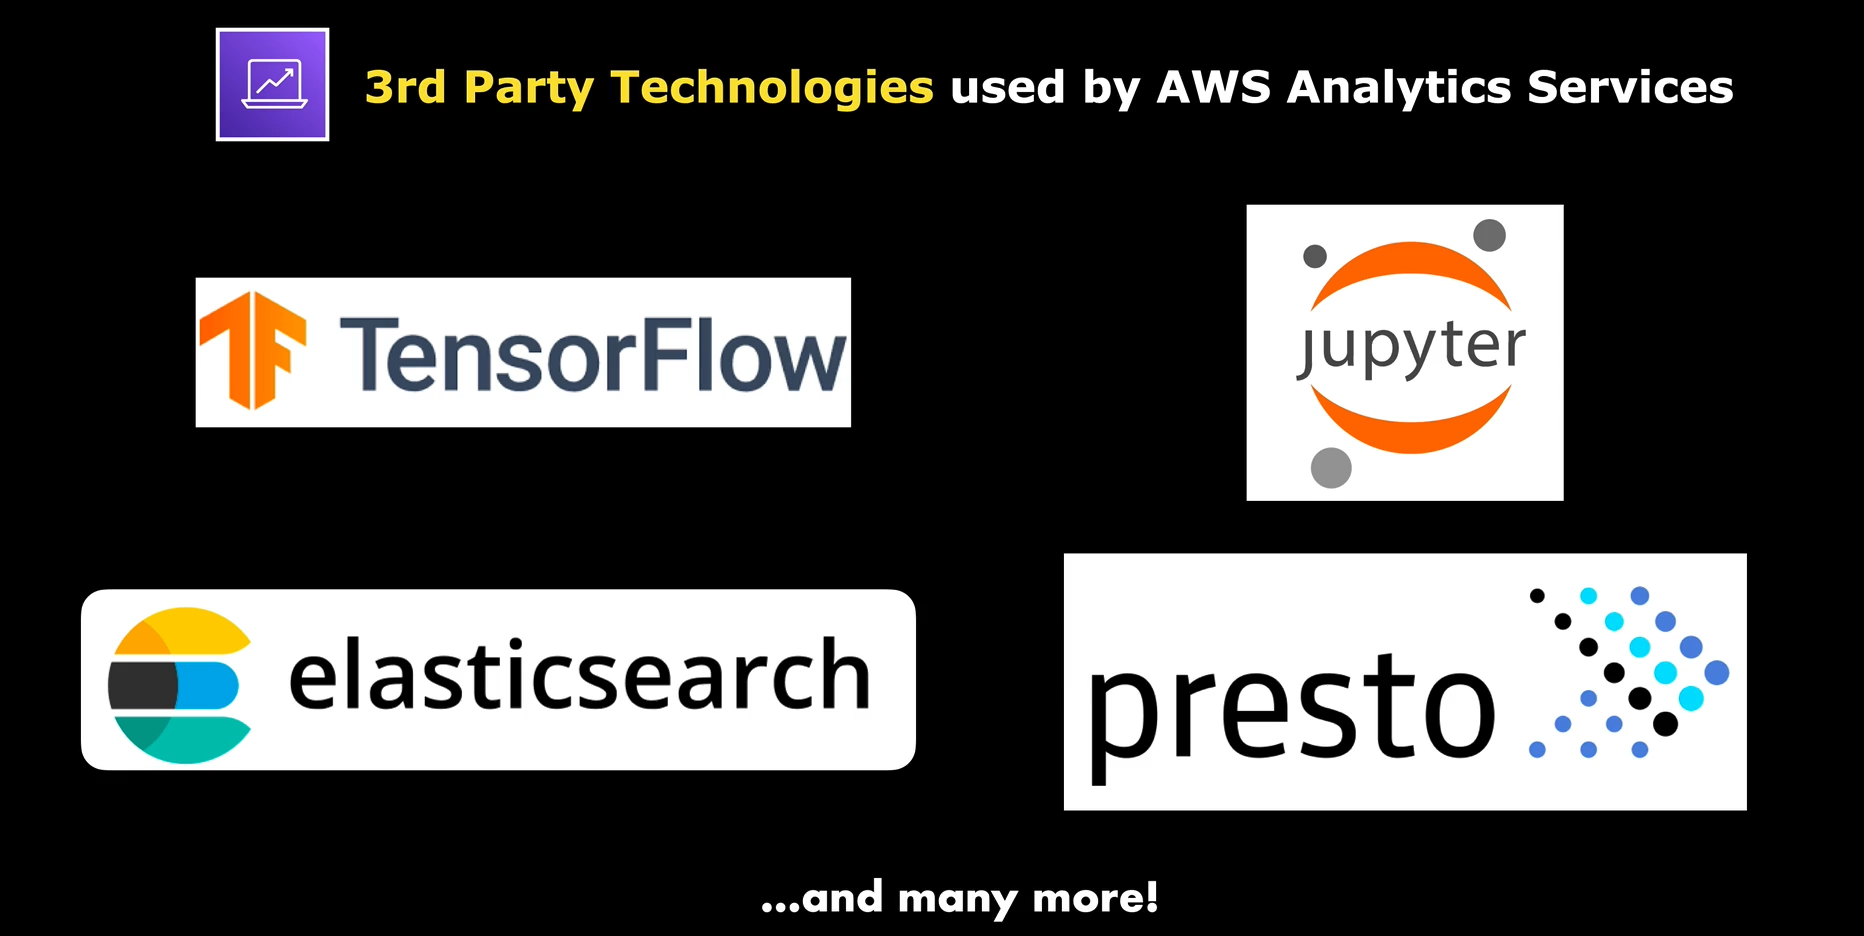 3rd Party Technologies used by AWS Analytics Services
TensorFlow
jupyter
elasticsearch
presto
...and many more!